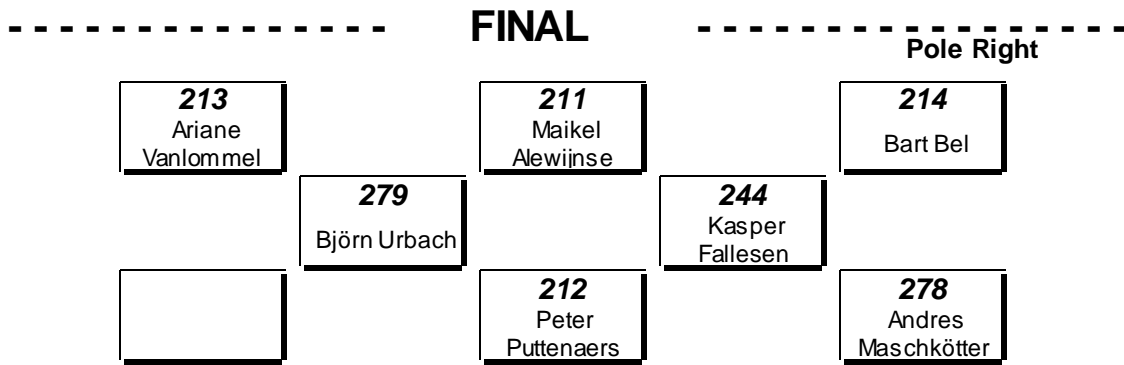 - - - - - - - - - - - - - - - - FINAL - - - - - - - - - - - - - - - - - -
Pole Right
213
Ariane
Vanlommel
211
Maikel
Alewijnse
214
Bart Bel
279
Björn Urbach
244
Kasper
Fallesen
212
Peter
Puttenaers
278
Andres
Maschkötter